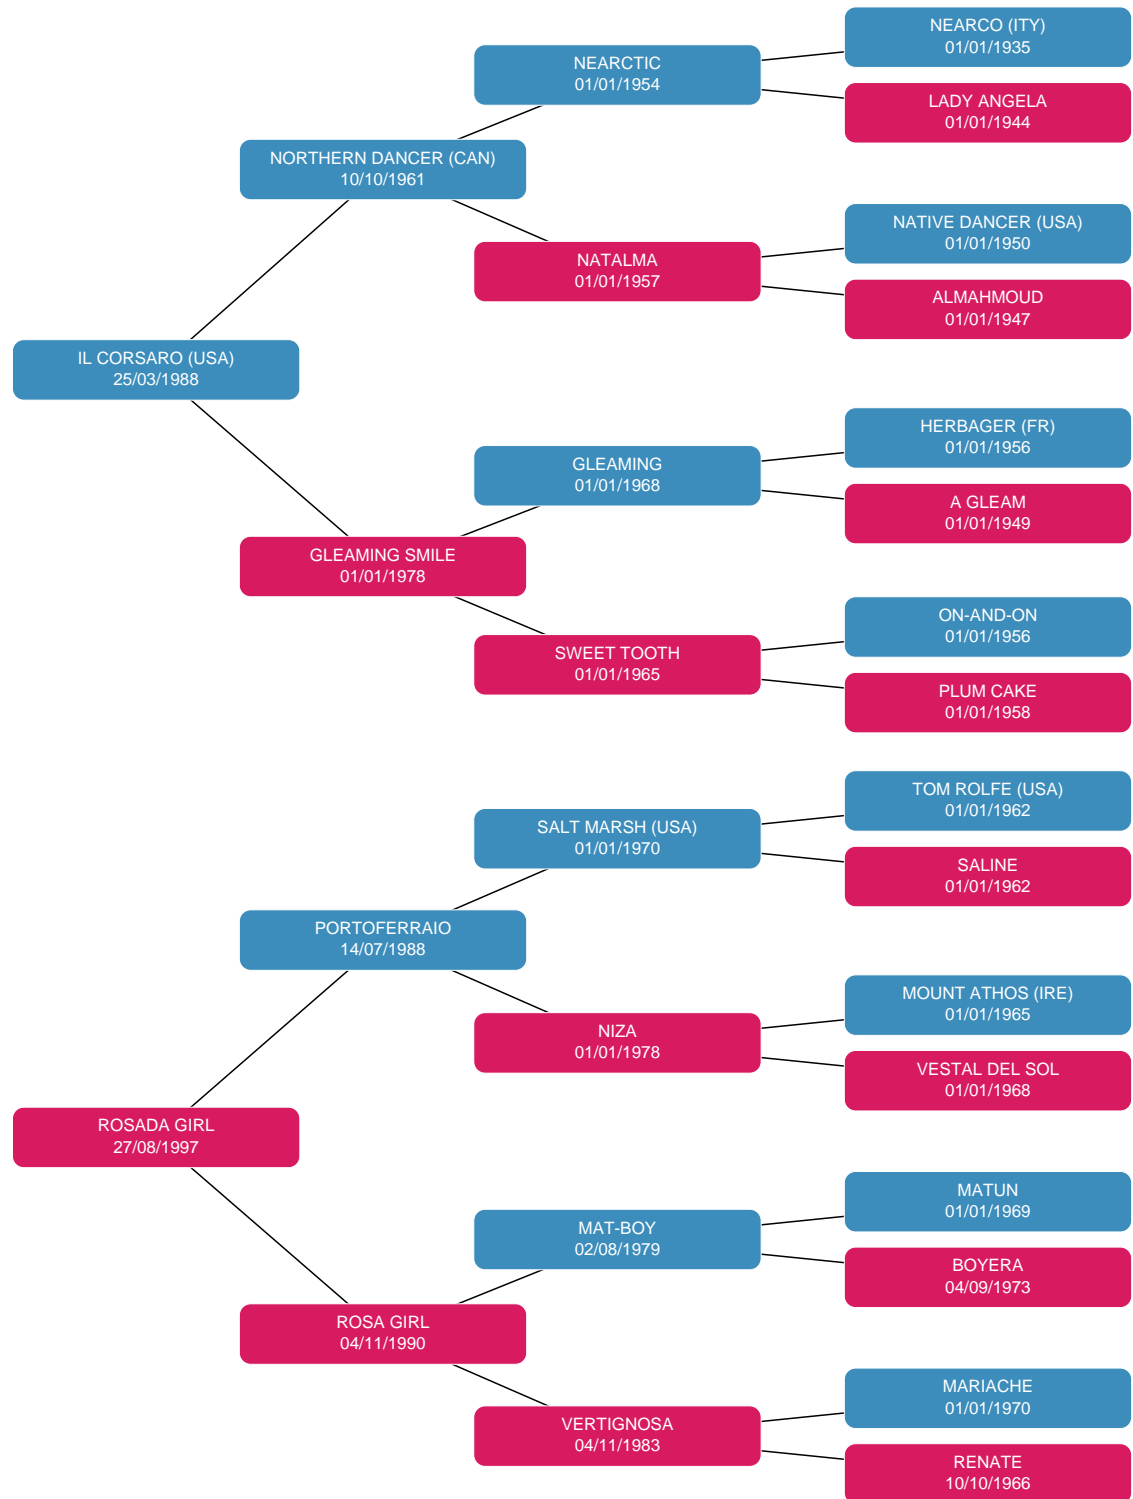 NEARCO (ITY)
01/01/1935
NEARCTIC
01/01/1954
LADY ANGELA
01/01/1944
NORTHERN DANCER (CAN)
10/10/1961
NATIVE DANCER (USA)
01/01/1950
NATALMA
01/01/1957
ALMAHMOUD
01/01/1947
IL CORSARO (USA)
25/03/1988
HERBAGER (FR)
01/01/1956
GLEAMING
01/01/1968
A GLEAM
01/01/1949
GLEAMING SMILE
01/01/1978
ON-AND-ON
01/01/1956
SWEET TOOTH
01/01/1965
PLUM CAKE
01/01/1958
TOM ROLFE (USA)
01/01/1962
SALT MARSH (USA)
01/01/1970
SALINE
01/01/1962
PORTOFERRAIO
14/07/1988
MOUNT ATHOS (IRE)
01/01/1965
NIZA
01/01/1978
VESTAL DEL SOL
01/01/1968
ROSADA GIRL
27/08/1997
MATUN
01/01/1969
MAT-BOY
02/08/1979
BOYERA
04/09/1973
ROSA GIRL
04/11/1990
MARIACHE
01/01/1970
VERTIGNOSA
04/11/1983
RENATE
10/10/1966